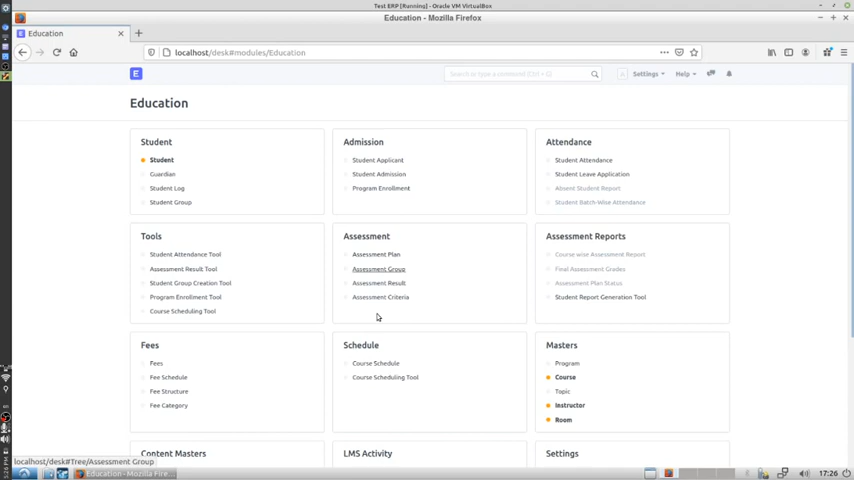 Test ERP [Running] - Oracle VM VirtualBox
Education - Mozilla Firefox
Education
localhost/desk#modules/Education
E
Search or type a command (Ctrl + G)
A
Settings
Help
Education
Student
Student
Guardian
Student Log
Student Group
Admission
Student Applicant
Student Admission
Program Enrollment
Attendance
Student Attendance
Student Leave Application
Absent Student Report
Student Batch-Wise Attendance
Tools
Student Attendance Tool
Assessment Result Tool
Student Group Creation Tool
Program Enrollment Tool
Course Scheduling Tool
Assessment
Assessment Plan
Assessment Group
Assessment Result
Assessment Criteria
Assessment Reports
Course wise Assessment Report
Final Assessment Grades
Assessment Plan Status
Student Report Generation Tool
Fees
Fees
Fee Schedule
Fee Structure
Fee Category
Schedule
Course Schedule
Course Scheduling Tool
Masters
Program
Course
Topic
Instructor
Room
Content Masters
LMS Activity
Settings
localhost/desk#Tree/Assessment Group
Education - Mozilla Fire...
17:26